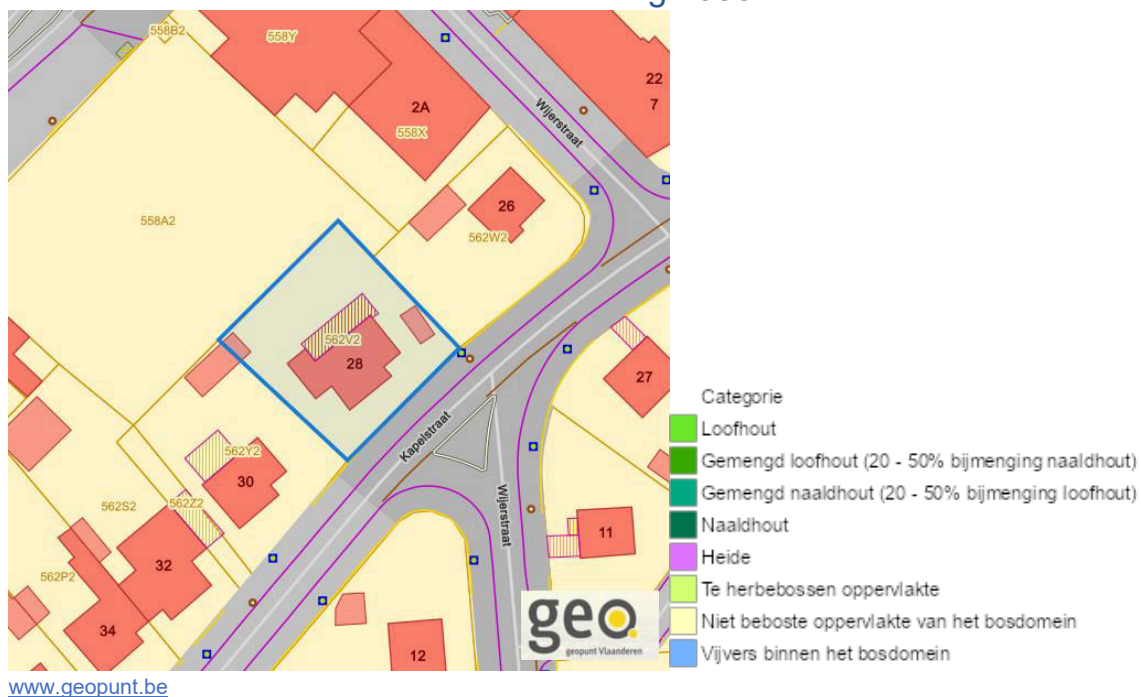 558B2
558Y
22
7
2A
558X
Wijerstraat
26
558A2
562W2
562V2
28
27
Kapelstraat
Wijerstraat
562Y2
30
562S2
562Z2
11
32
562P2
34
12
geo
geopunt Vlaanderen
Categorie
Loofhout
Gemengd loofhout (20 - 50% bijmenging naaldhout)
Gemengd naaldhout (20 - 50% bijmenging loofhout)
Naaldhout
Heide
Te herbebossen oppervlakte
Niet beboste oppervlakte van het bosdomein
Vijvers binnen het bosdomein
www.geopunt.be